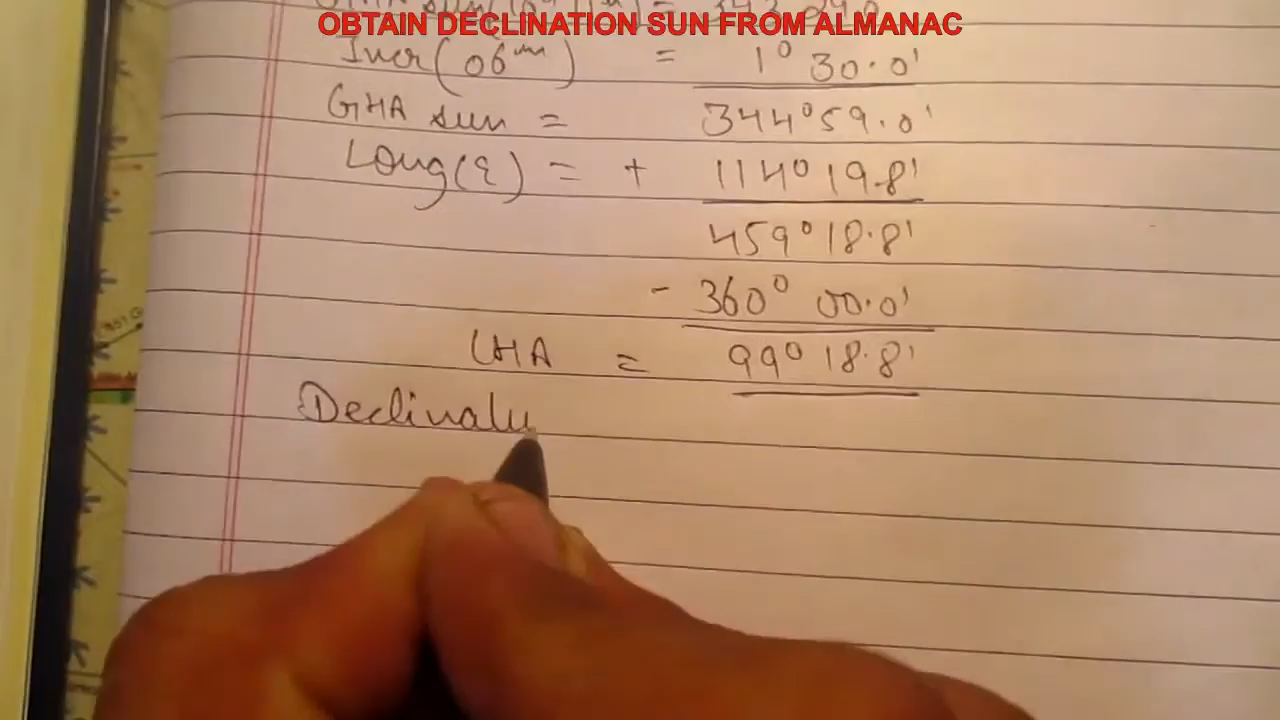 OBTAIN DECLINATION SUN FROM ALMANAC
Incr (06m) = 1° 30.0'
GHA sun = 344° 59.0'
Long(E) = + 114° 19.8'
459° 18.8'
- 360° 00.0'
LHA = 99° 18.8'
Declinati